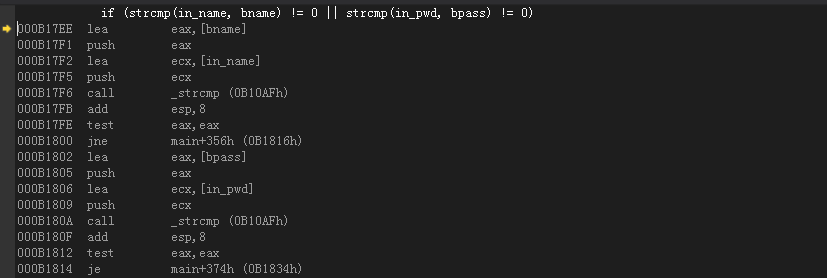 if (strcmp(in_name, bname) != 0 || strcmp(in_pwd, bpass) != 0)
000B17EE lea eax,[bname]
000B17F1 push eax
000B17F2 lea ecx,[in_name]
000B17F5 push ecx
000B17F6 call _strcmp (0B10AFh)
000B17FB add esp,8
000B17FE test eax,eax
000B1800 jne main+356h (0B1816h)
000B1802 lea eax,[bpass]
000B1805 push eax
000B1806 lea ecx,[in_pwd]
000B1809 push ecx
000B180A call _strcmp (0B10AFh)
000B180F add esp,8
000B1812 test eax,eax
000B1814 je main+374h (0B1834h)